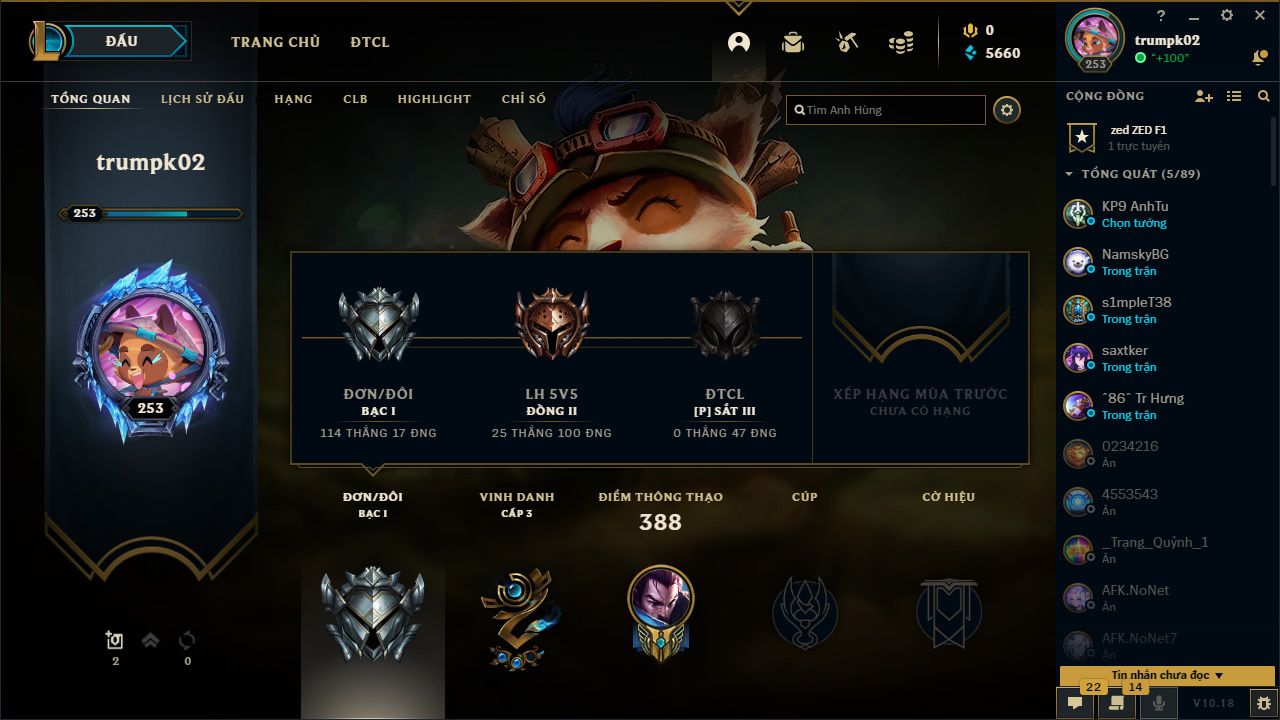 ĐẤU
TRANG CHỦ
ĐTCL
0
5660
?
253
trumpk02
"+100"
TỔNG QUAN
LỊCH SỬ ĐẤU
HẠNG
CLB
HIGHLIGHT
CHỈ SỐ
Tìm Anh Hùng
trumpk02
253
253
2
0
ĐƠN/ĐÔI
BẠC I
114 THẮNG 17 ĐNG
LH 5V5
ĐỒNG II
25 THẮNG 100 ĐNG
ĐTCL
[P] SẮT III
0 THẮNG 47 ĐNG
XẾP HẠNG MÙA TRƯỚC
CHƯA CÓ HẠNG
ĐƠN/ĐÔI
BẠC I
VINH DANH
CẤP 3
ĐIỂM THÔNG THẠO
388
CÚP
CỜ HIỆU
CỘNG ĐỒNG
zed ZED F1
1 trực tuyến
TỔNG QUÁT (5/89)
KP9 AnhTu
Chọn tướng
NamskyBG
Trong trận
s1mpleT38
Trong trận
saxtker
Trong trận
ˆ86ˆ Tr Hưng
Trong trận
0234216
Ẩn
4553543
Ẩn
_Trạng_Quỳnh_1
Ẩn
AFK.NoNet
Ẩn
AFK.NoNet7
Ẩn
Tin nhắn chưa đọc
22
14
V10.18